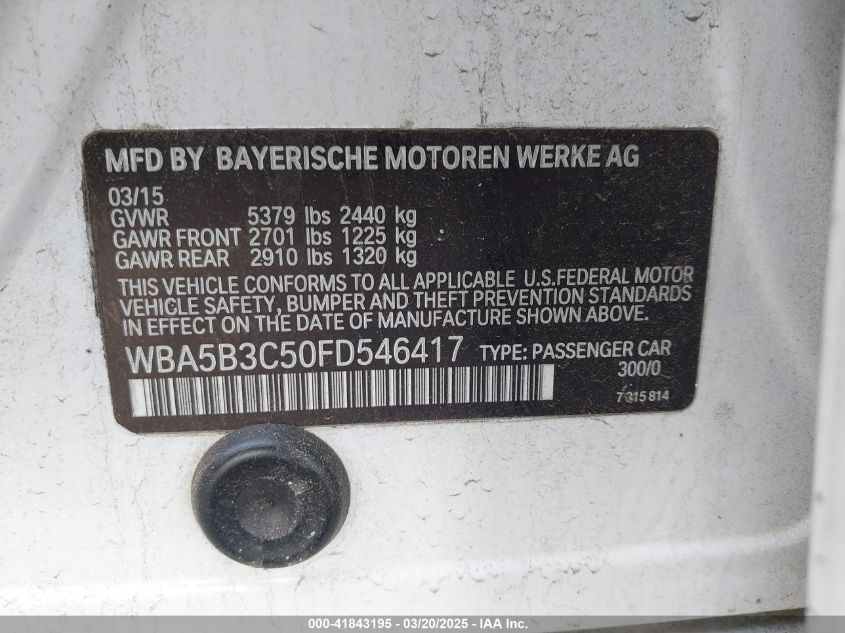 MFD BY BAYERISCHE MOTOREN WERKE AG
03/15
GVWR 5379 lbs 2440 kg
GAWR FRONT 2701 lbs 1225 kg
GAWR REAR 2910 lbs 1320 kg
THIS VEHICLE CONFORMS TO ALL APPLICABLE U.S.FEDERAL MOTOR
VEHICLE SAFETY, BUMPER AND THEFT PREVENTION STANDARDS
IN EFFECT ON THE DATE OF MANUFACTURE SHOWN ABOVE.
WBA5B3C50FD546417 TYPE: PASSENGER CAR
300/0
7 315 814
000-41843195 - 03/20/2025 - IAA Inc.